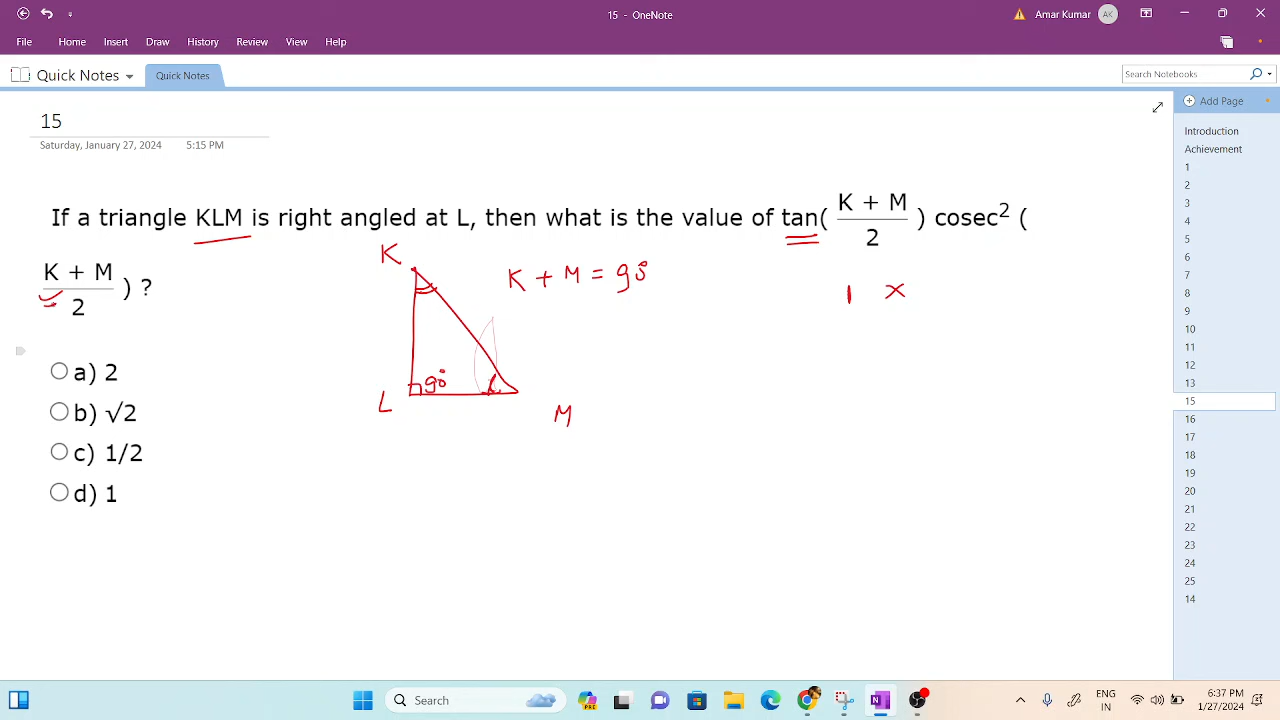 15 - OneNote
Amar Kumar AK
File Home Insert Draw History Review View Help
Quick Notes Quick Notes
Search Notebooks
Add Page
15
Saturday, January 27, 2024 5:15 PM
If a triangle KLM is right angled at L, then what is the value of tan( (K + M)/2 ) cosec² (
(K + M)/2 ) ?
K
K + M = 90°
1 ×
L
90°
M
a) 2
b) √2
c) 1/2
d) 1
Introduction
Achievement
1
2
3
4
5
6
7
8
9
10
11
12
13
15
16
17
18
19
20
21
22
23
24
25
14
Search
PRE
ENG
IN
6:37 PM
1/27/2024